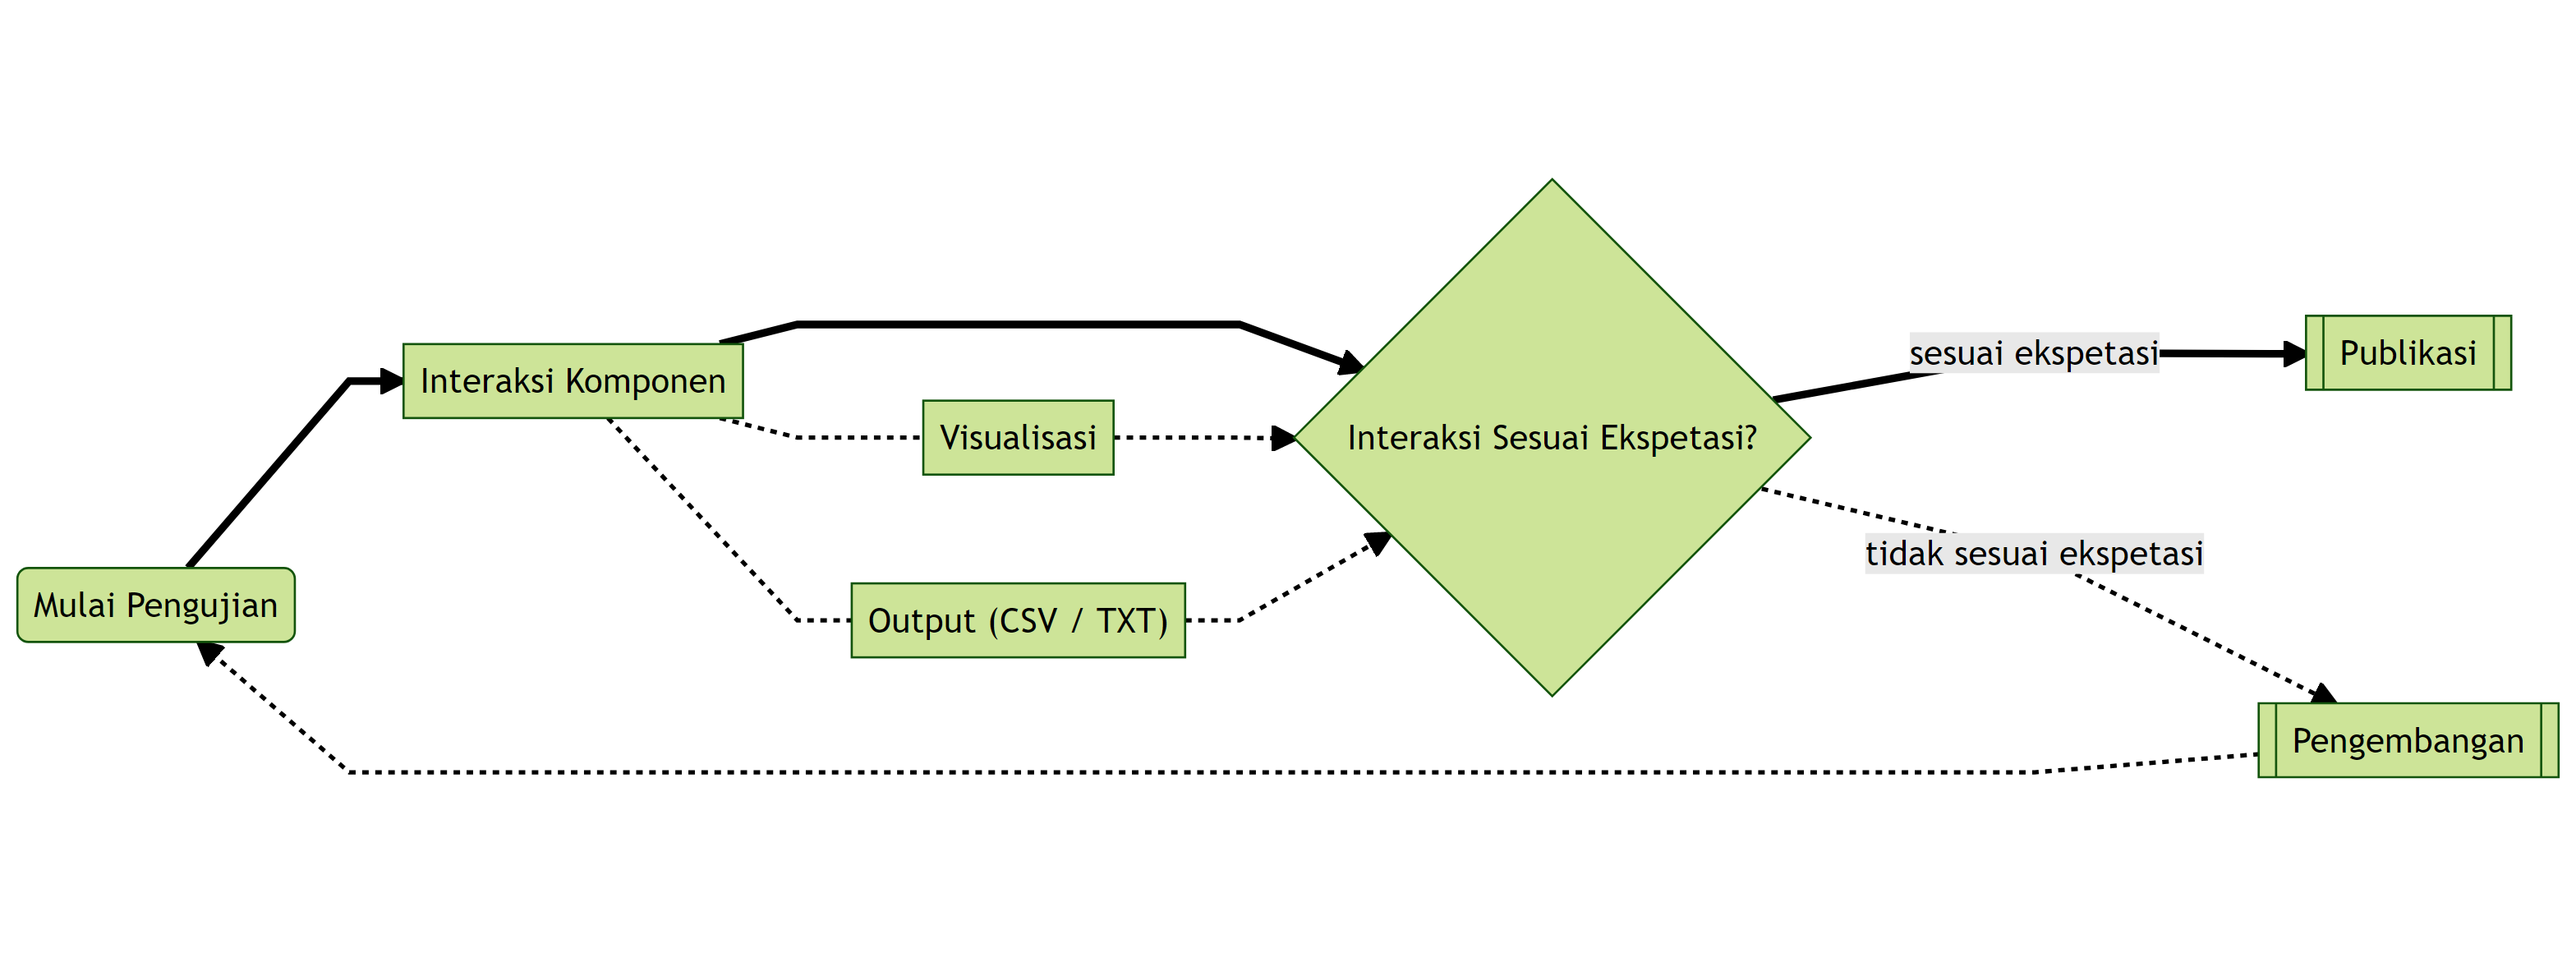 Mulai Pengujian
Interaksi Komponen
Visualisasi
Output (CSV / TXT)
Interaksi Sesuai Ekspetasi?
sesuai ekspetasi
tidak sesuai ekspetasi
Publikasi
Pengembangan